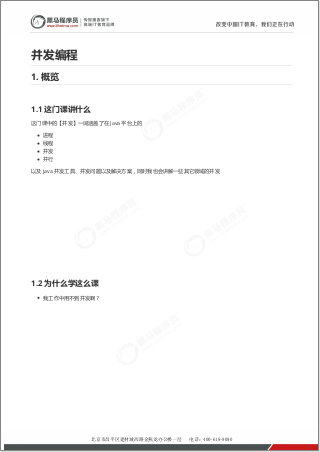 黑马程序员
www.itheima.com
传智播客旗下
高端IT教育品牌
改变中国IT教育，我们正在行动
并发编程
1. 概览
1.1 这门课讲什么
这门课中的【并发】一词涵盖了在 Java 平台上的
进程
线程
并发
并行
以及 Java 并发工具、并发问题以及解决方案，同时我也会讲解一些其它领域的并发
1.2 为什么学这么课
我工作中用不到并发啊？
北京市昌平区建材城西路金燕龙办公楼一层 电话：400-618-9090